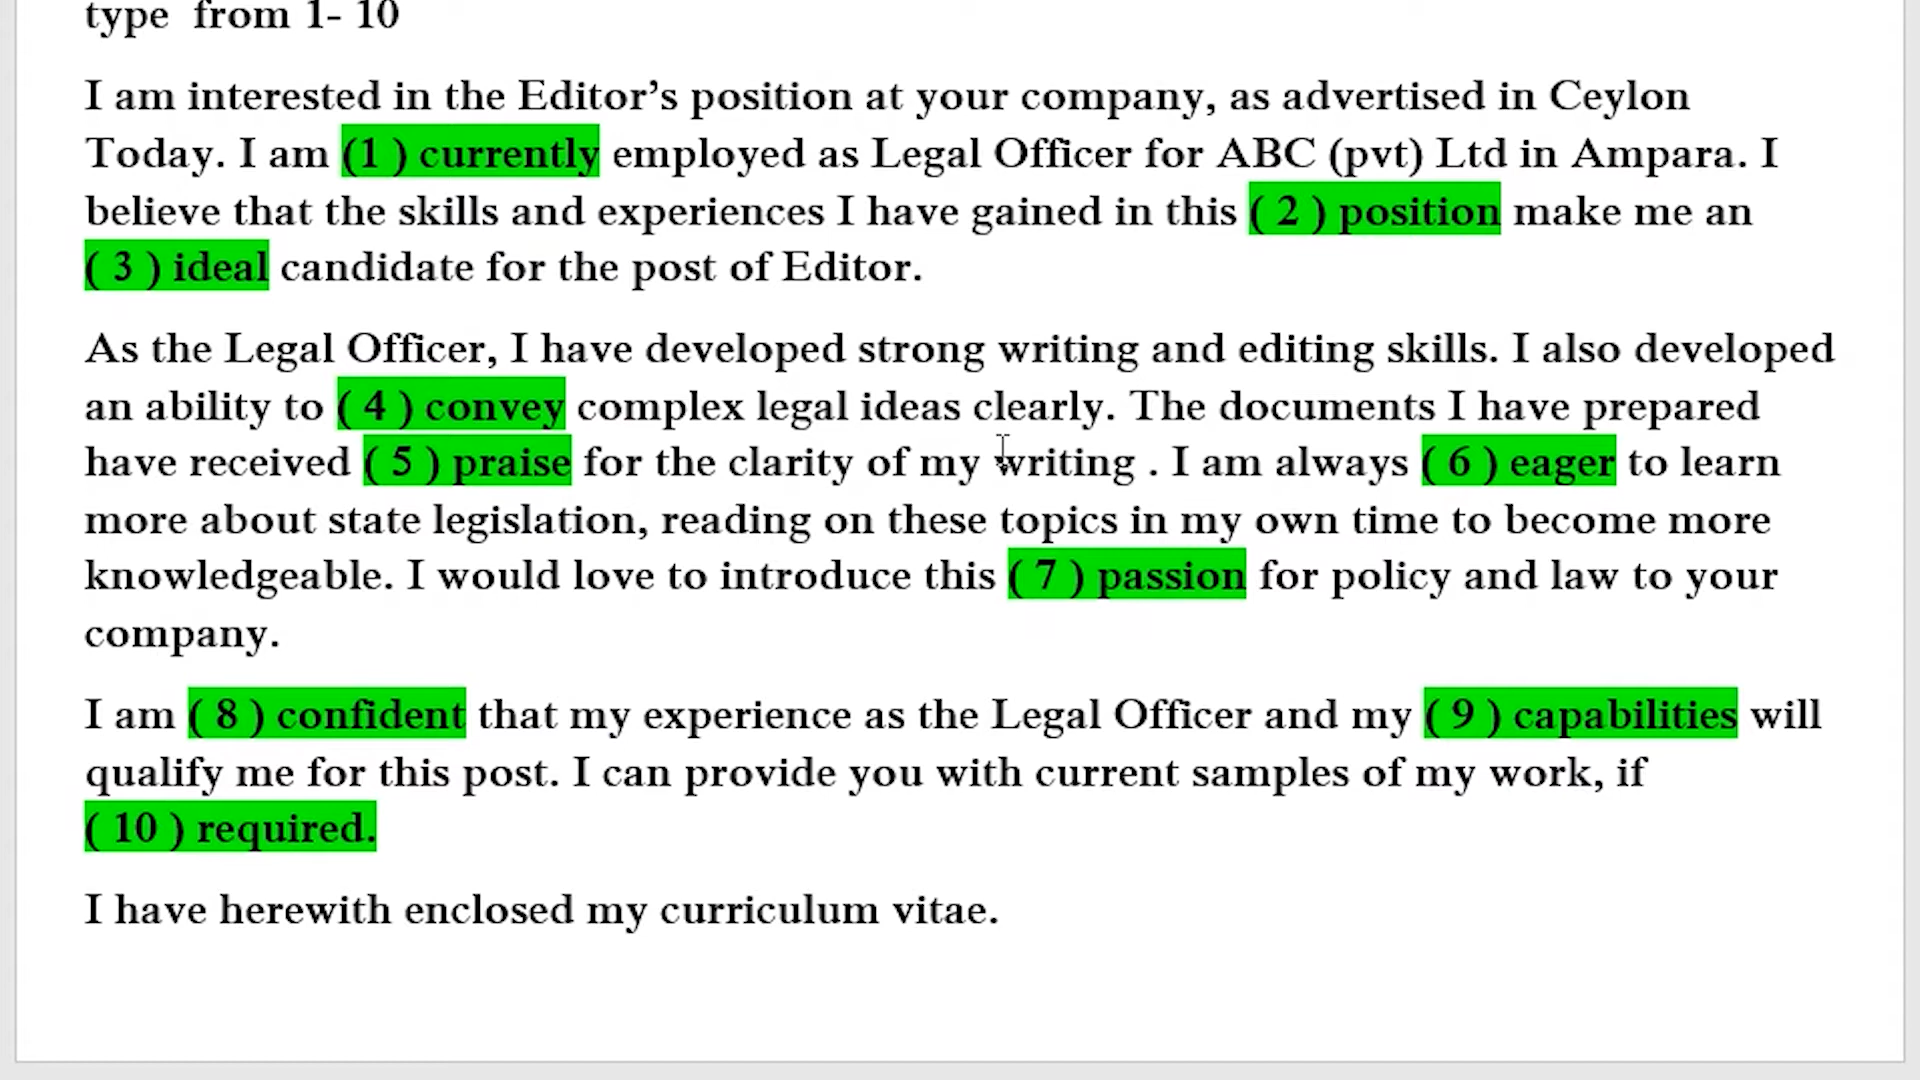 type from 1- 10
I am interested in the Editor’s position at your company, as advertised in Ceylon
Today. I am (1 ) currently employed as Legal Officer for ABC (pvt) Ltd in Ampara. I
believe that the skills and experiences I have gained in this ( 2 ) position make me an
( 3 ) ideal candidate for the post of Editor.
As the Legal Officer, I have developed strong writing and editing skills. I also developed
an ability to ( 4 ) convey complex legal ideas clearly. The documents I have prepared
have received ( 5 ) praise for the clarity of my writing . I am always ( 6 ) eager to learn
more about state legislation, reading on these topics in my own time to become more
knowledgeable. I would love to introduce this ( 7 ) passion for policy and law to your
company.
I am ( 8 ) confident that my experience as the Legal Officer and my ( 9 ) capabilities will
qualify me for this post. I can provide you with current samples of my work, if
( 10 ) required.
I have herewith enclosed my curriculum vitae.